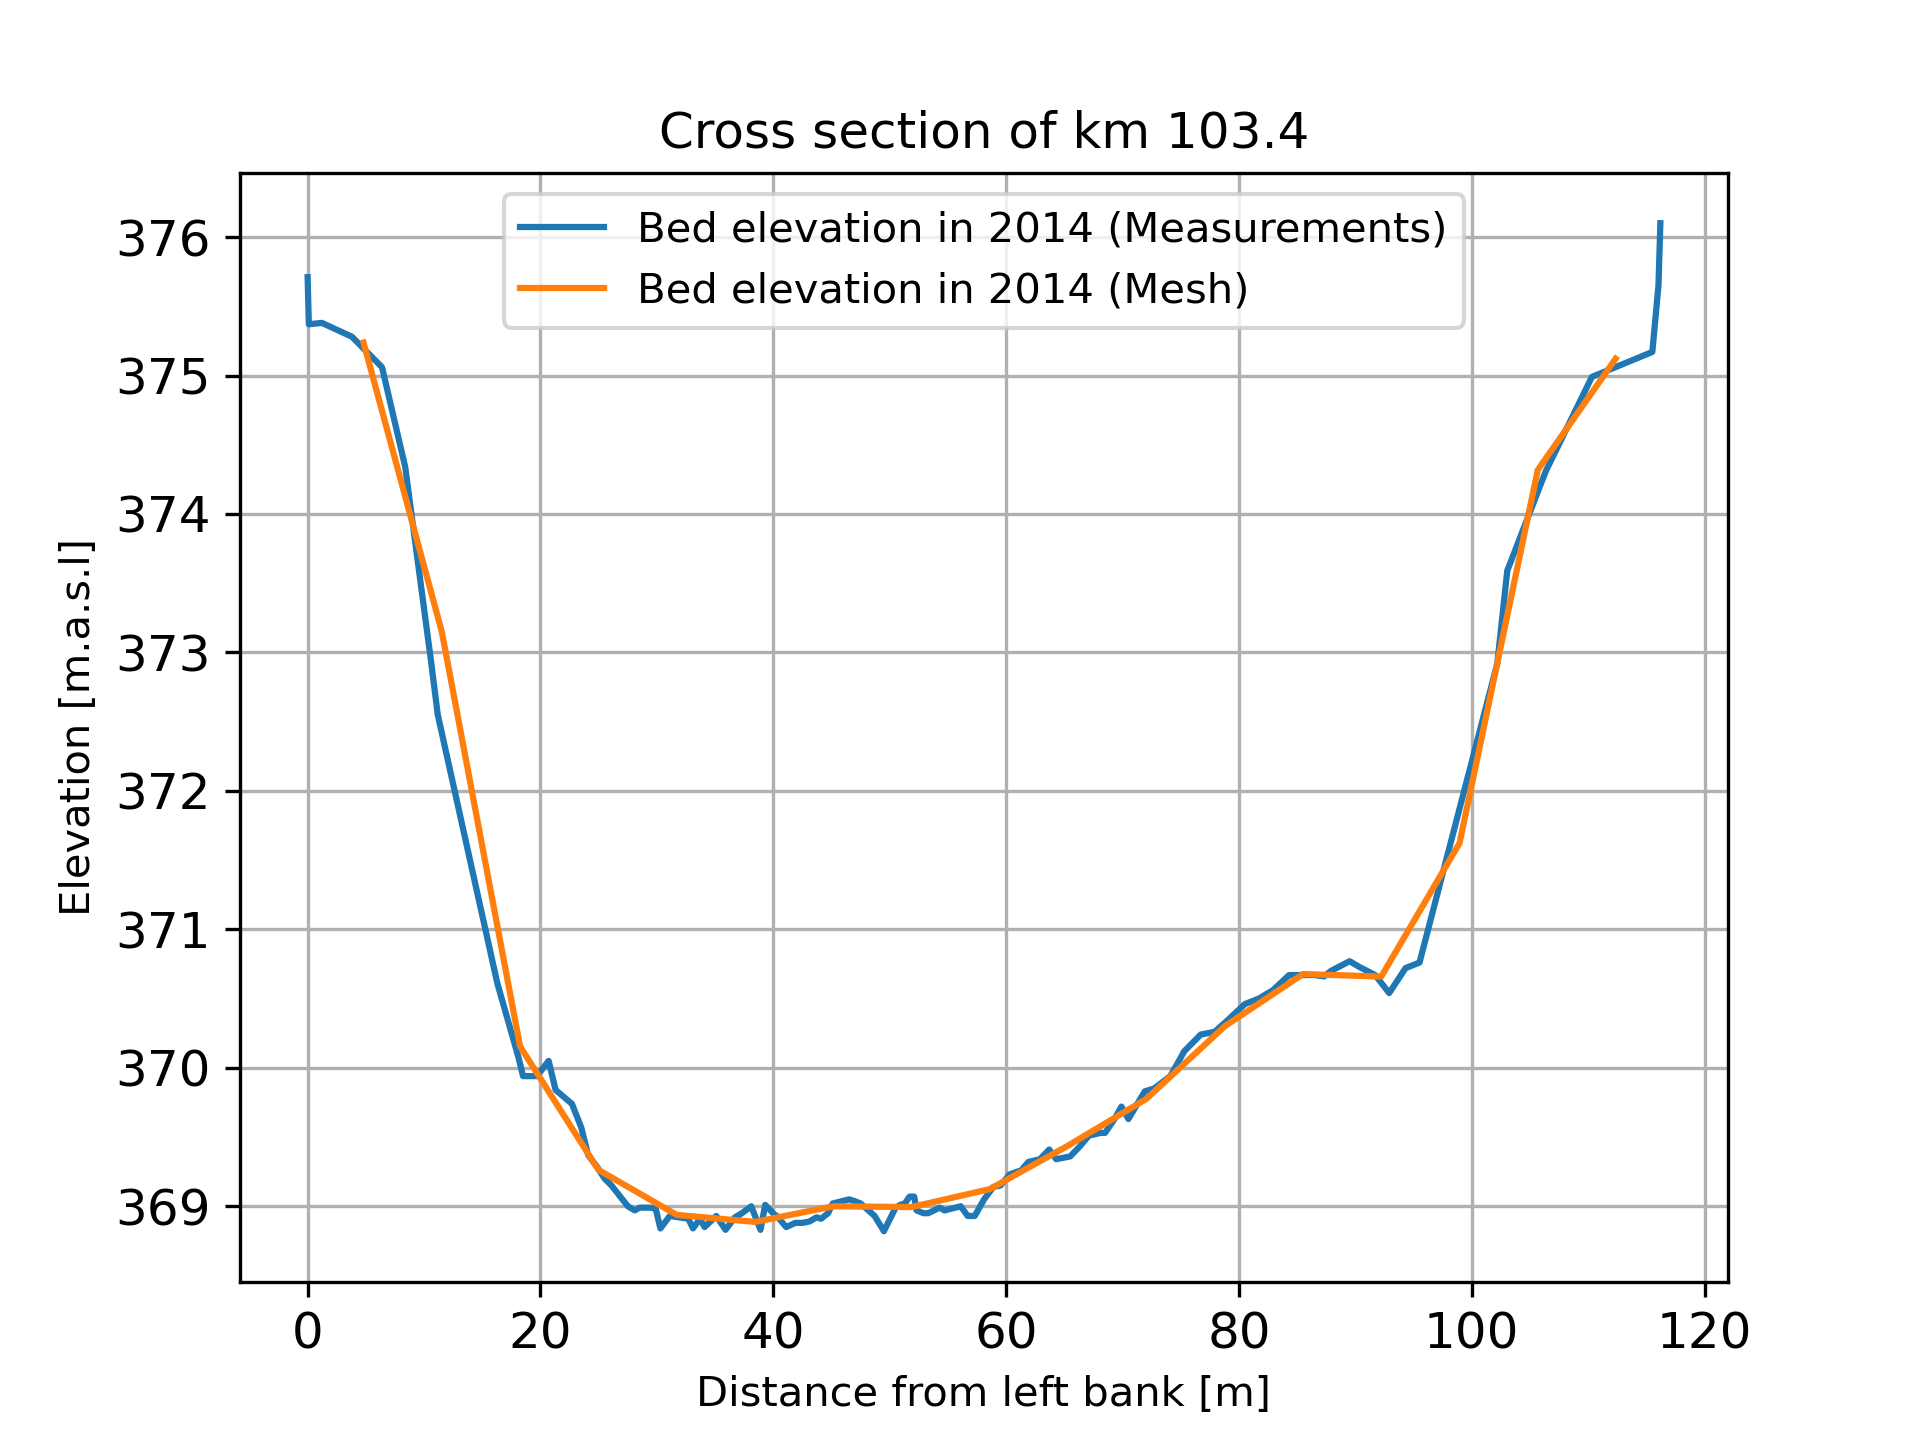 Cross section of km 103.4
Bed elevation in 2014 (Measurements)
Bed elevation in 2014 (Mesh)
376
375
374
373
372
371
370
369
Elevation [m.a.s.l]
0 20 40 60 80 100 120
Distance from left bank [m]